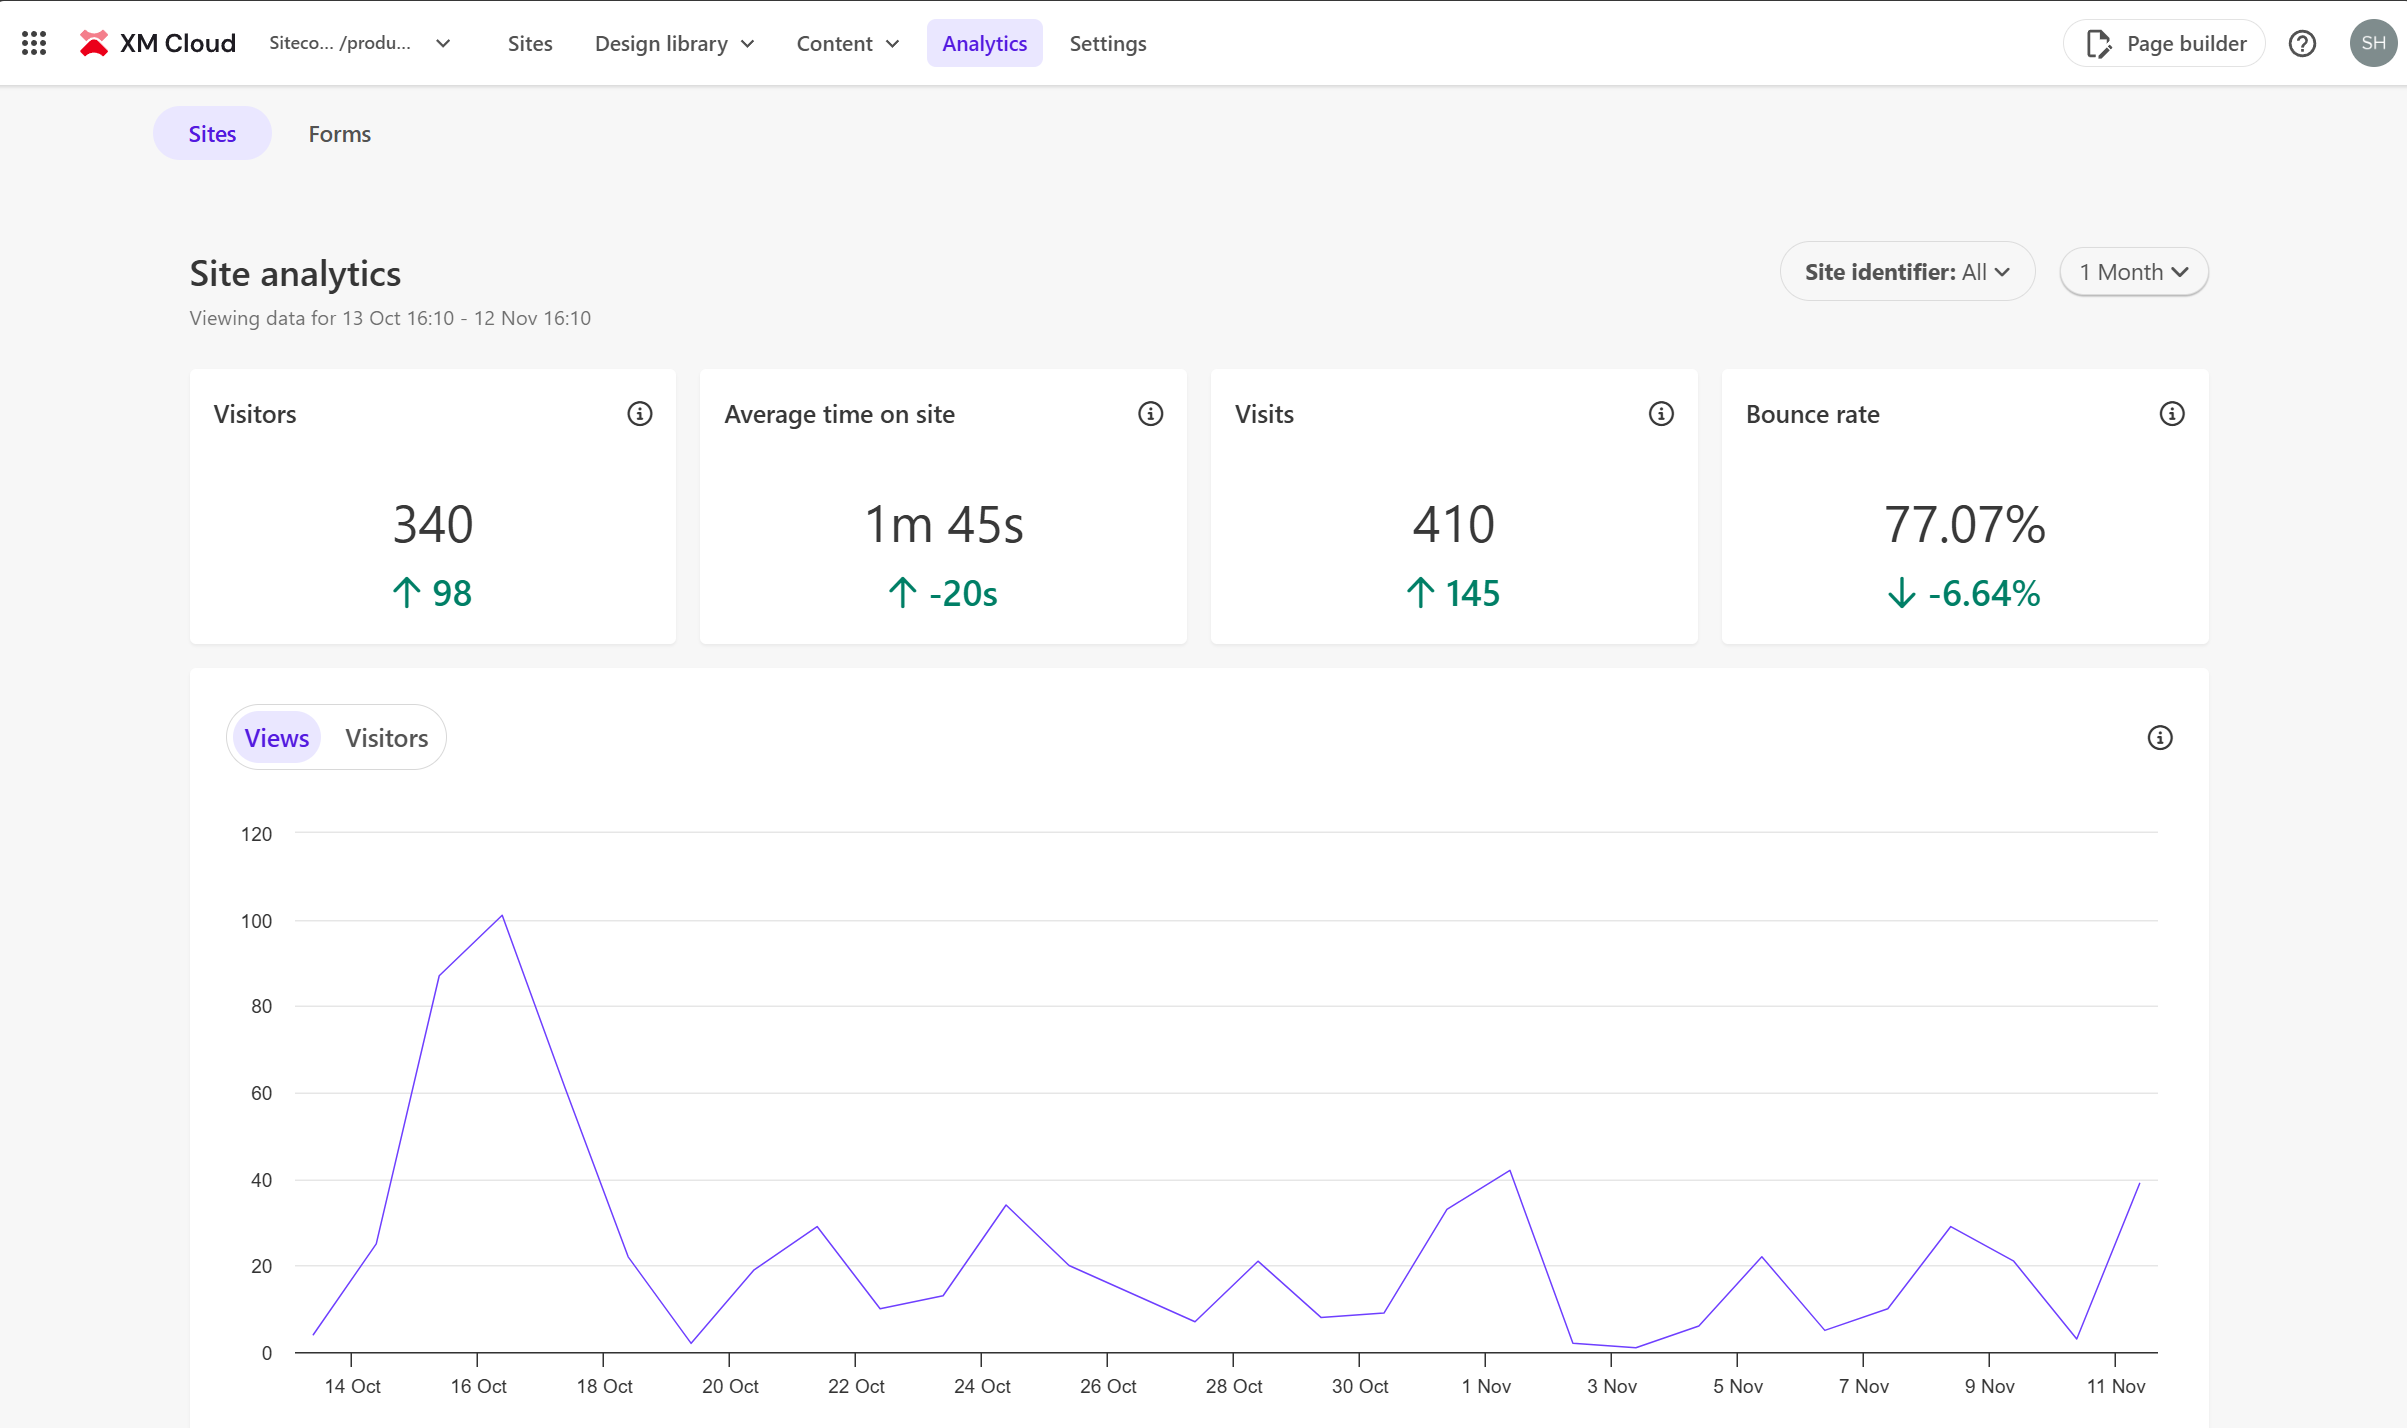 XM Cloud Siteco... /produ... Sites Design library Content Analytics Settings Page builder SH
Sites Forms
Site analytics
Site identifier: All 1 Month
Viewing data for 13 Oct 16:10 - 12 Nov 16:10
Visitors
340
98
Average time on site
1m 45s
-20s
Visits
410
145
Bounce rate
77.07%
-6.64%
Views Visitors
120
100
80
60
40
20
0
14 Oct 16 Oct 18 Oct 20 Oct 22 Oct 24 Oct 26 Oct 28 Oct 30 Oct 1 Nov 3 Nov 5 Nov 7 Nov 9 Nov 11 Nov